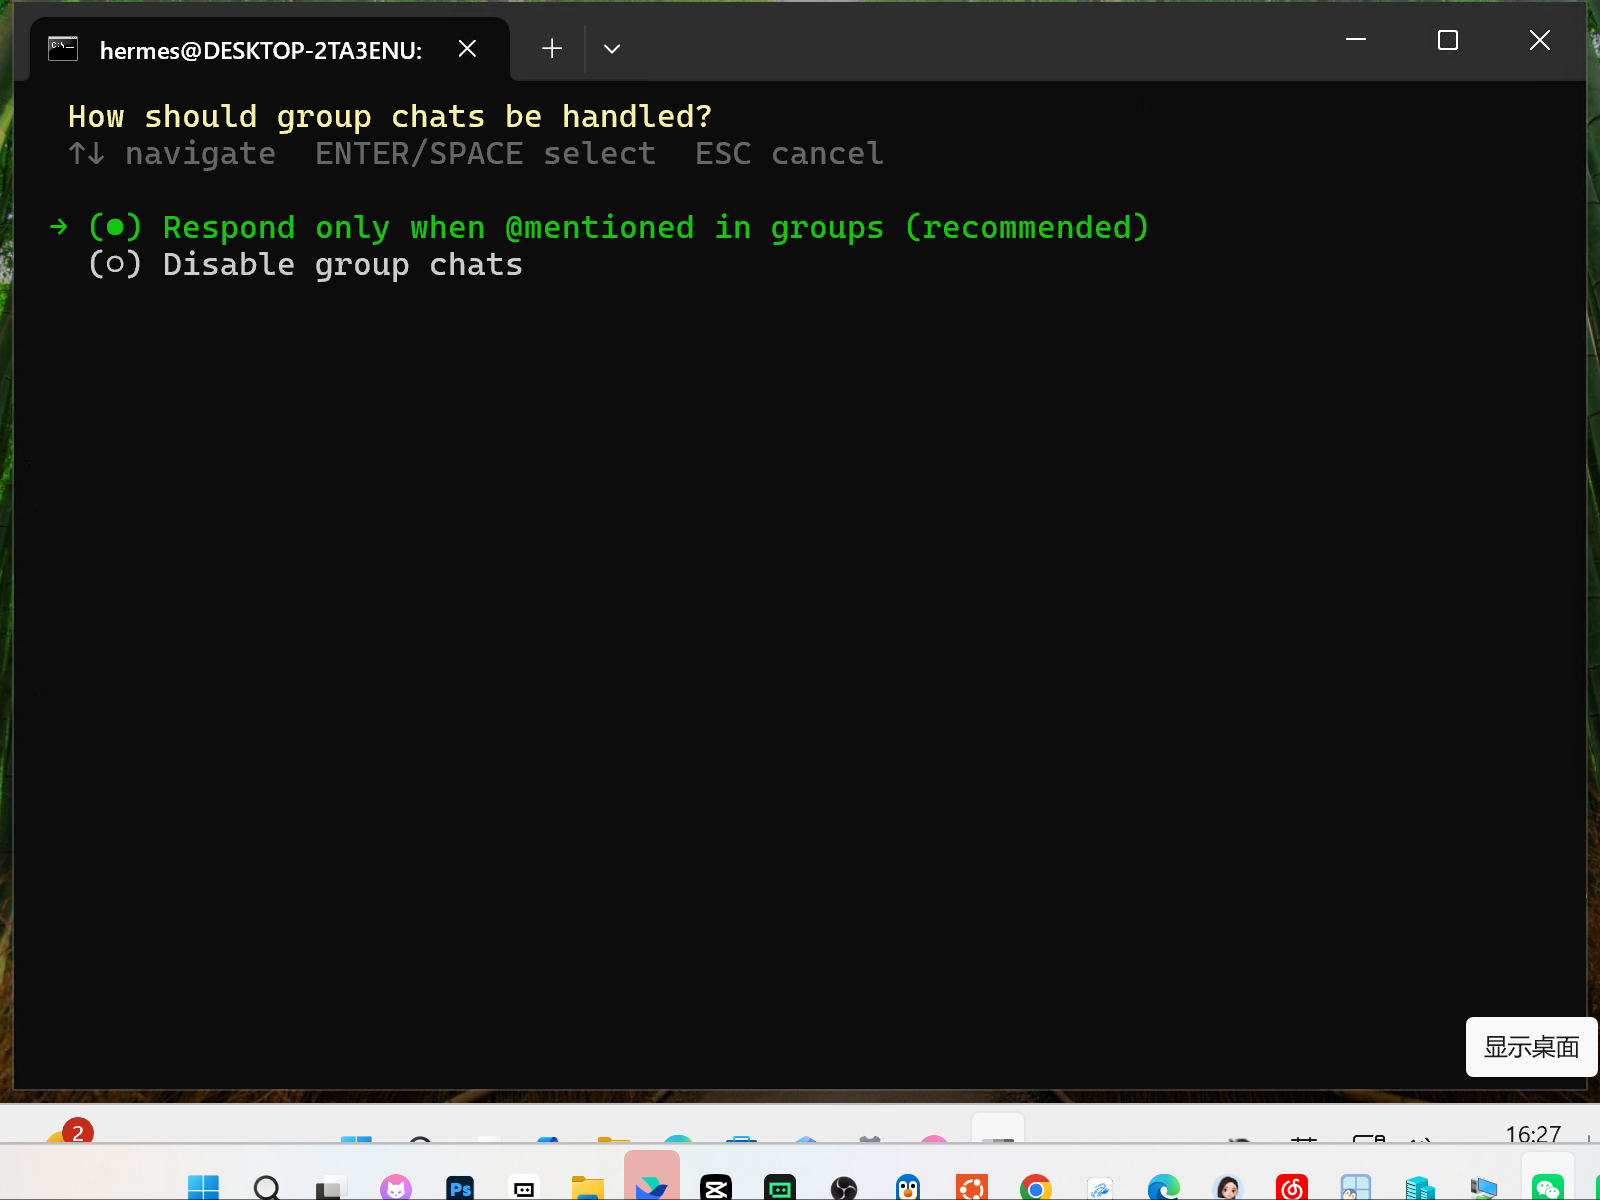 hermes@DESKTOP-2TA3ENU:
How should group chats be handled?
↑↓ navigate  ENTER/SPACE select  ESC cancel
→ (●) Respond only when @mentioned in groups (recommended)
(○) Disable group chats
显示桌面
2
16:27
Ps